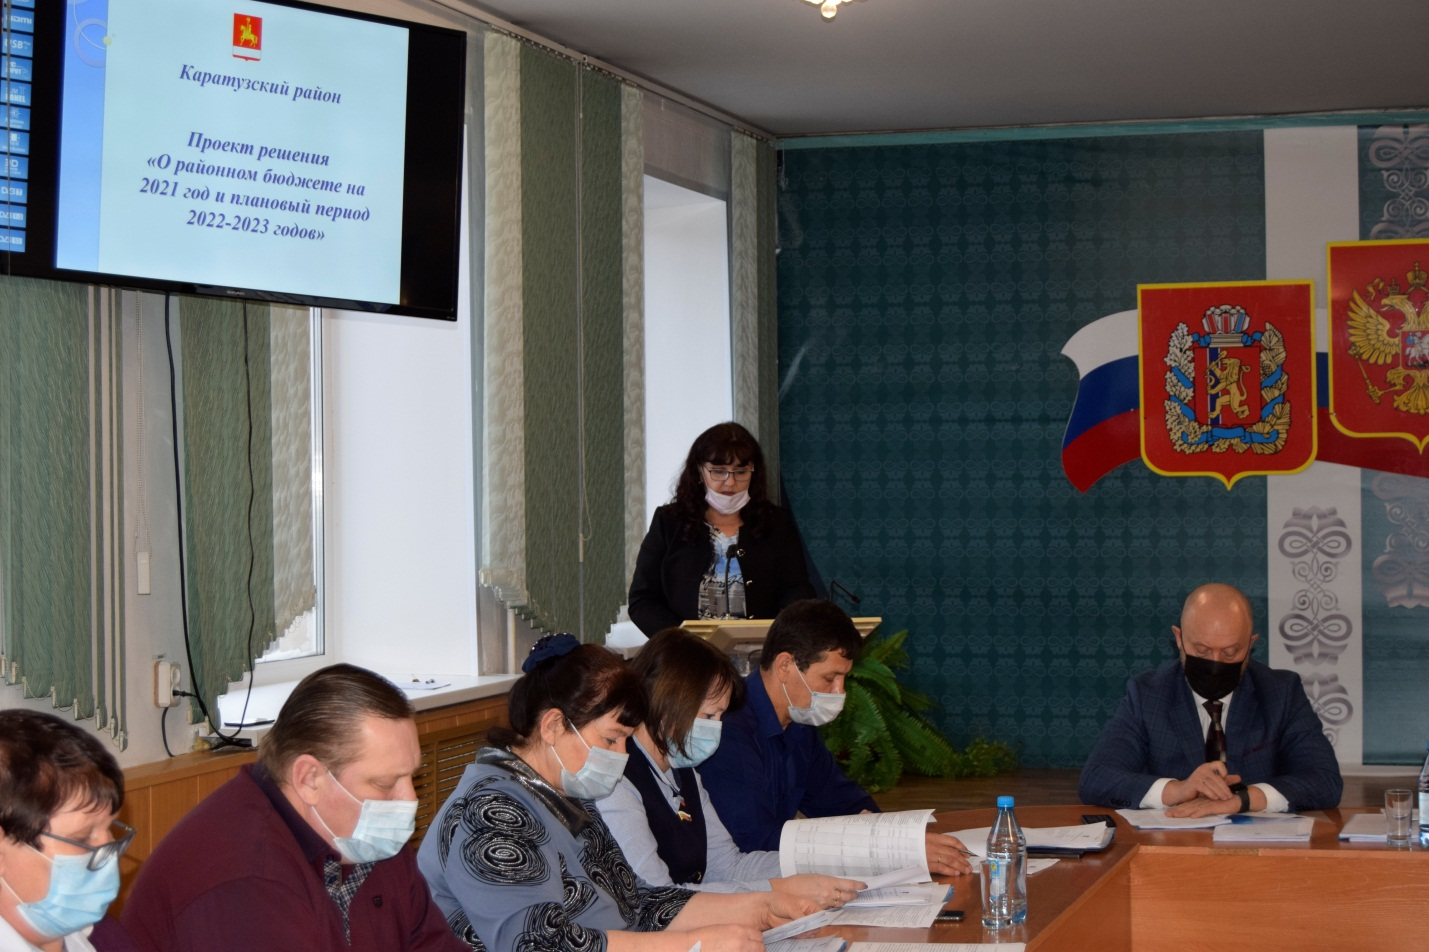 Каратузский район
Проект решения
«О районном бюджете на
2021 год и плановый период
2022-2023 годов»